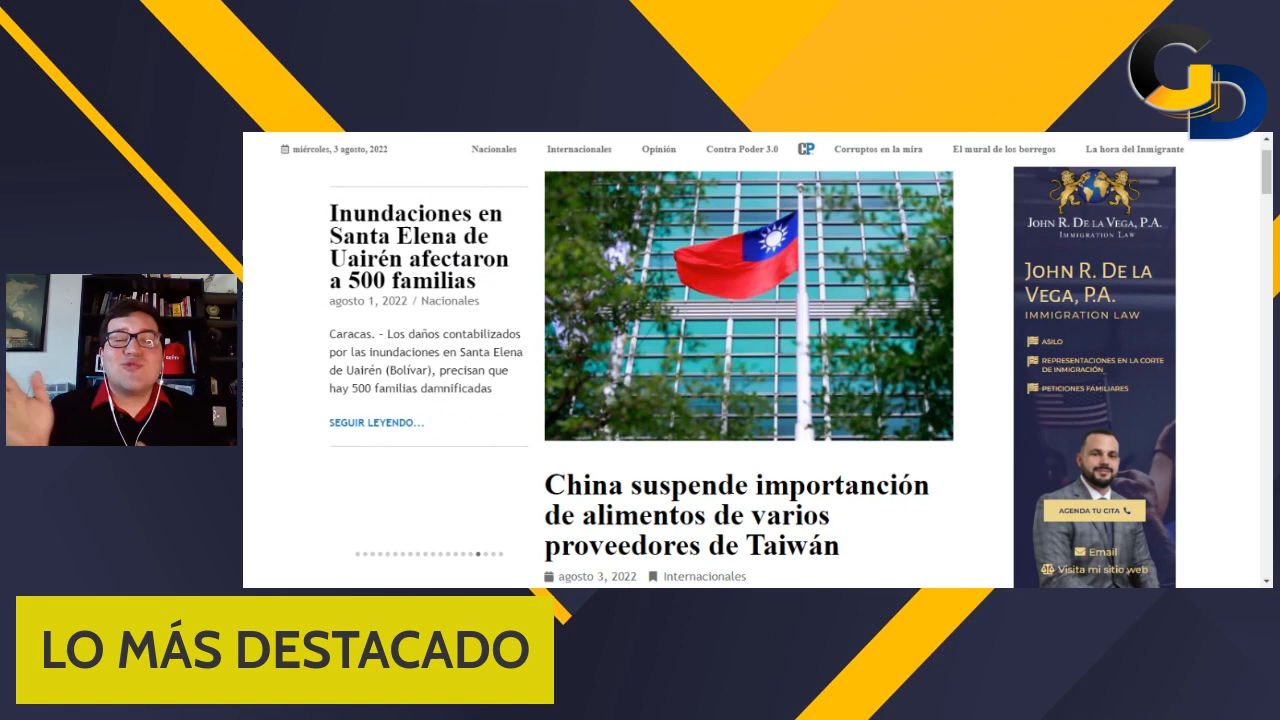 GD
miércoles, 3 agosto, 2022
Nacionales
Internacionales
Opinión
Contra Poder 3.0
CP
Corruptos en la mira
El mural de los borregos
La hora del Inmigrante
Inundaciones en
Santa Elena de
Uairén afectaron
a 500 familias
agosto 1, 2022 / Nacionales
Caracas. - Los daños contabilizados
por las inundaciones en Santa Elena
de Uairén (Bolívar), precisan que
hay 500 familias damnificadas
SEGUIR LEYENDO...
China suspende importanción
de alimentos de varios
proveedores de Taiwán
agosto 3, 2022
Internacionales
JOHN R. DE LA VEGA, P.A.
IMMIGRATION LAW
JOHN R. DE LA
VEGA, P.A.
IMMIGRATION LAW
ASILO
REPRESENTACIONES EN LA CORTE
DE INMIGRACIÓN
PETICIONES FAMILIARES
AGENDA TU CITA
Email
Visita mi sitio web
LO MÁS DESTACADO